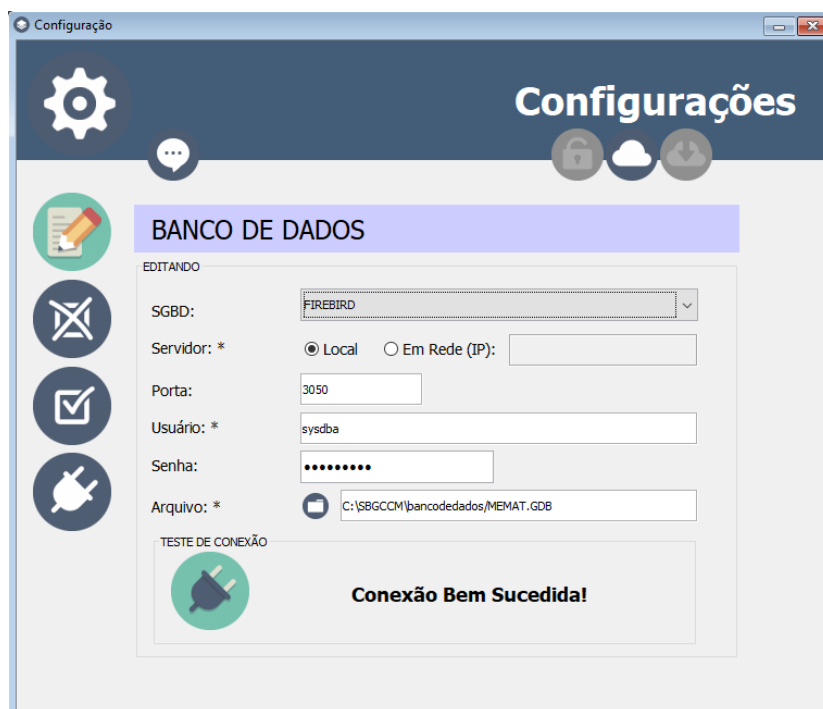 Configuração
Configurações
BANCO DE DADOS
EDITANDO
SGBD:
FIREBIRD
Servidor: *
Local
Em Rede (IP):
Porta:
3050
Usuário: *
sysdba
Senha:
•••••••••
Arquivo: *
C:\SBGCCM\bancodedados/MEMAT.GDB
TESTE DE CONEXÃO
Conexão Bem Sucedida!